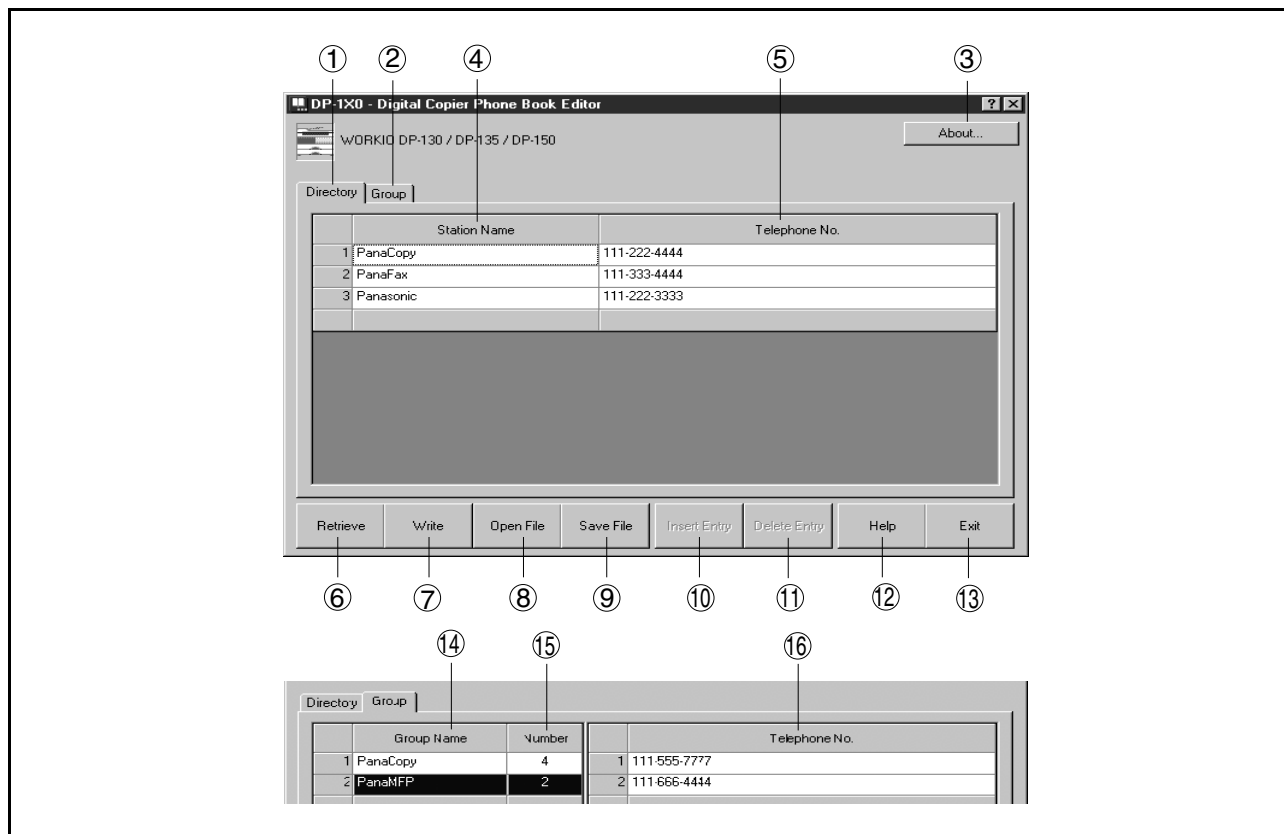 ① ② ④ ⑤ ③
DP-1X0 - Digital Copier Phone Book Editor
About...
WORKIO DP-130 / DP-135 / DP-150
Directory Group
Station Name Telephone No.
1 PanaCopy 111-222-4444
2 PanaFax 111-333-4444
3 Panasonic 111-222-3333
Retrieve Write Open File Save File Insert Entry Delete Entry Help Exit
⑥ ⑦ ⑧ ⑨ ⑩ ⑪ ⑫ ⑬
⑭ ⑮ ⑯
Directory Group
Group Name Number Telephone No.
1 PanaCopy 4 1 111-555-7777
2 PanaMFP 2 2 111-666-4444